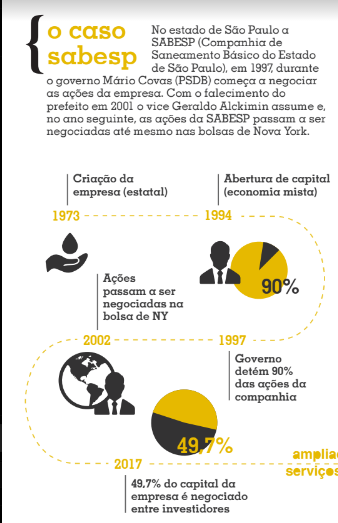 o caso
sabesp
No estado de São Paulo a
SABESP (Companhia de
Saneamento Básico do Estado
de São Paulo), em 1997, durante
o governo Mário Covas (PSDB) começa a negociar
as ações da empresa. Com o falecimento do
prefeito em 2001 o vice Geraldo Alckimin assume e,
no ano seguinte, as ações da SABESP passam a ser
negociadas até mesmo nas bolsas de Nova York.
Criação da
empresa (estatal)
1973
Abertura de capital
(economia mista)
1994
90%
Ações
passam a ser
negociadas na
bolsa de NY
2002
1997
Governo
detém 90%
das ações da
companhia
49,7%
2017
49,7% do capital da
empresa é negociado
entre investidores
serviços